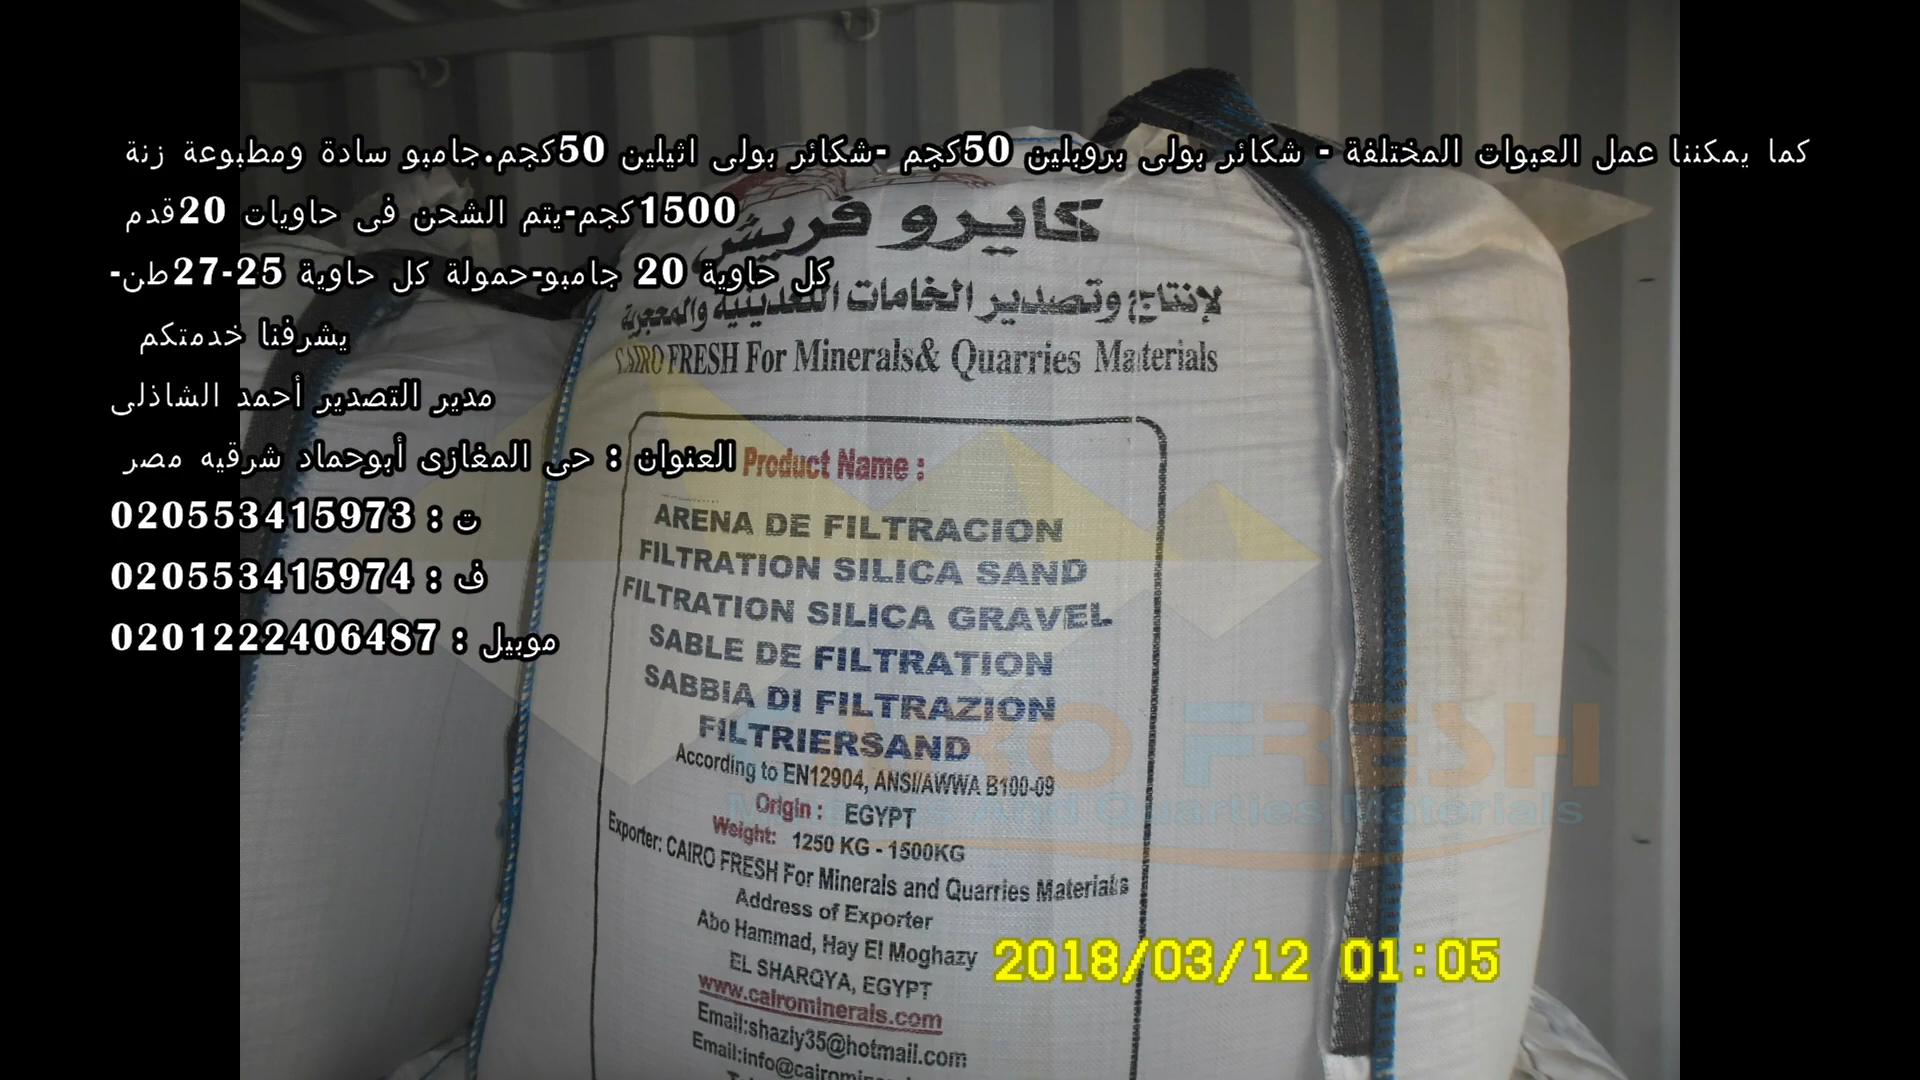 كما يمكننا عمل العبوات المختلفة - شكائر بولى بروبلين 50كجم -شكائر بولى اثيلين 50كجم.جامبو سادة ومطبوعة زنة
1500كجم-يتم الشحن فى حاويات 20قدم
كل حاوية 20 جامبو-حمولة كل حاوية 25-27طن-
يشرفنا خدمتكم
مدير التصدير أحمد الشاذلى
العنوان : حى المغازى أبوحماد شرقيه مصر
ت : 020553415973
ف : 020553415974
موبيل : 0201222406487
كايرو فريش
لإنتاج وتصدير الخامات التعدينية والمحجرية
CAIRO FRESH For Minerals& Quarries Materials
Product Name :
ARENA DE FILTRACION
FILTRATION SILICA SAND
FILTRATION SILICA GRAVEL
SABLE DE FILTRATION
SABBIA DI FILTRAZION
FILTRIERSAND
According to EN12904, ANSI/AWWA B100-09
Origin : EGYPT
Weight: 1250 KG - 1500KG
Exporter: CAIRO FRESH For Minerals and Quarries Materials
Address of Exporter
Abo Hammad, Hay El Moghazy
EL SHARQYA, EGYPT
www.cairominerals.com
Email:shazly35@hotmail.com
Email:info@
FRESH
And Quarries Materials
2018/03/12 01:05